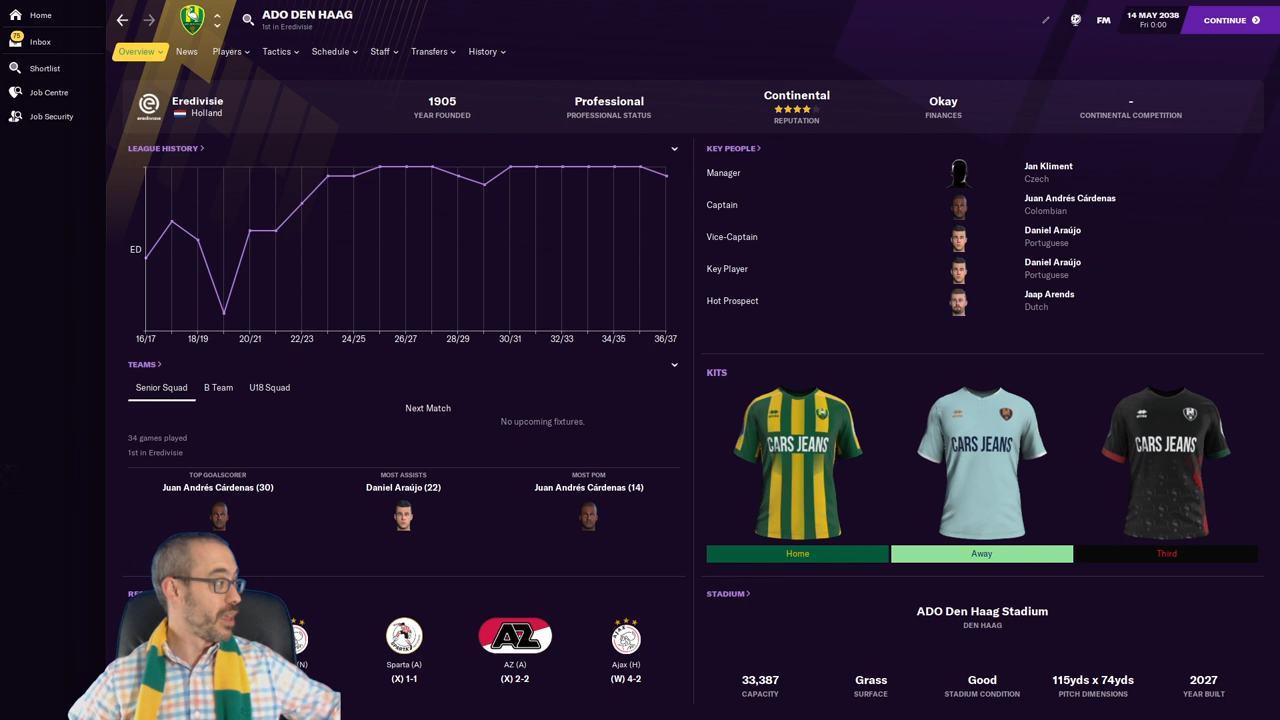 Home
75
Inbox
Shortlist
Job Centre
Job Security
ADO DEN HAAG
1st in Eredivisie
FM
14 MAY 2038
Fri 0:00
CONTINUE
Overview
News
Players
Tactics
Schedule
Staff
Transfers
History
eredivisie
Eredivisie
Holland
1905
YEAR FOUNDED
Professional
PROFESSIONAL STATUS
Continental
REPUTATION
Okay
FINANCES
-
CONTINENTAL COMPETITION
LEAGUE HISTORY
ED
16/17 18/19 20/21 22/23 24/25 26/27 28/29 30/31 32/33 34/35 36/37
KEY PEOPLE
Manager
Jan Kliment
Czech
Captain
Juan Andrés Cárdenas
Colombian
Vice-Captain
Daniel Araújo
Portuguese
Key Player
Daniel Araújo
Portuguese
Hot Prospect
Jaap Arends
Dutch
TEAMS
Senior Squad B Team U18 Squad
Next Match
No upcoming fixtures.
34 games played
1st in Eredivisie
TOP GOALSCORER
Juan Andrés Cárdenas (30)
MOST ASSISTS
Daniel Araújo (22)
MOST POM
Juan Andrés Cárdenas (14)
KITS
CARS JEANS
CARS JEANS
CARS JEANS
Home
Away
Third
SPARTA
Sparta (A)
(X) 1-1
AZ
AZ (A)
(X) 2-2
AJAX
Ajax (H)
(W) 4-2
STADIUM
ADO Den Haag Stadium
DEN HAAG
33,387
CAPACITY
Grass
SURFACE
Good
STADIUM CONDITION
115yds x 74yds
PITCH DIMENSIONS
2027
YEAR BUILT